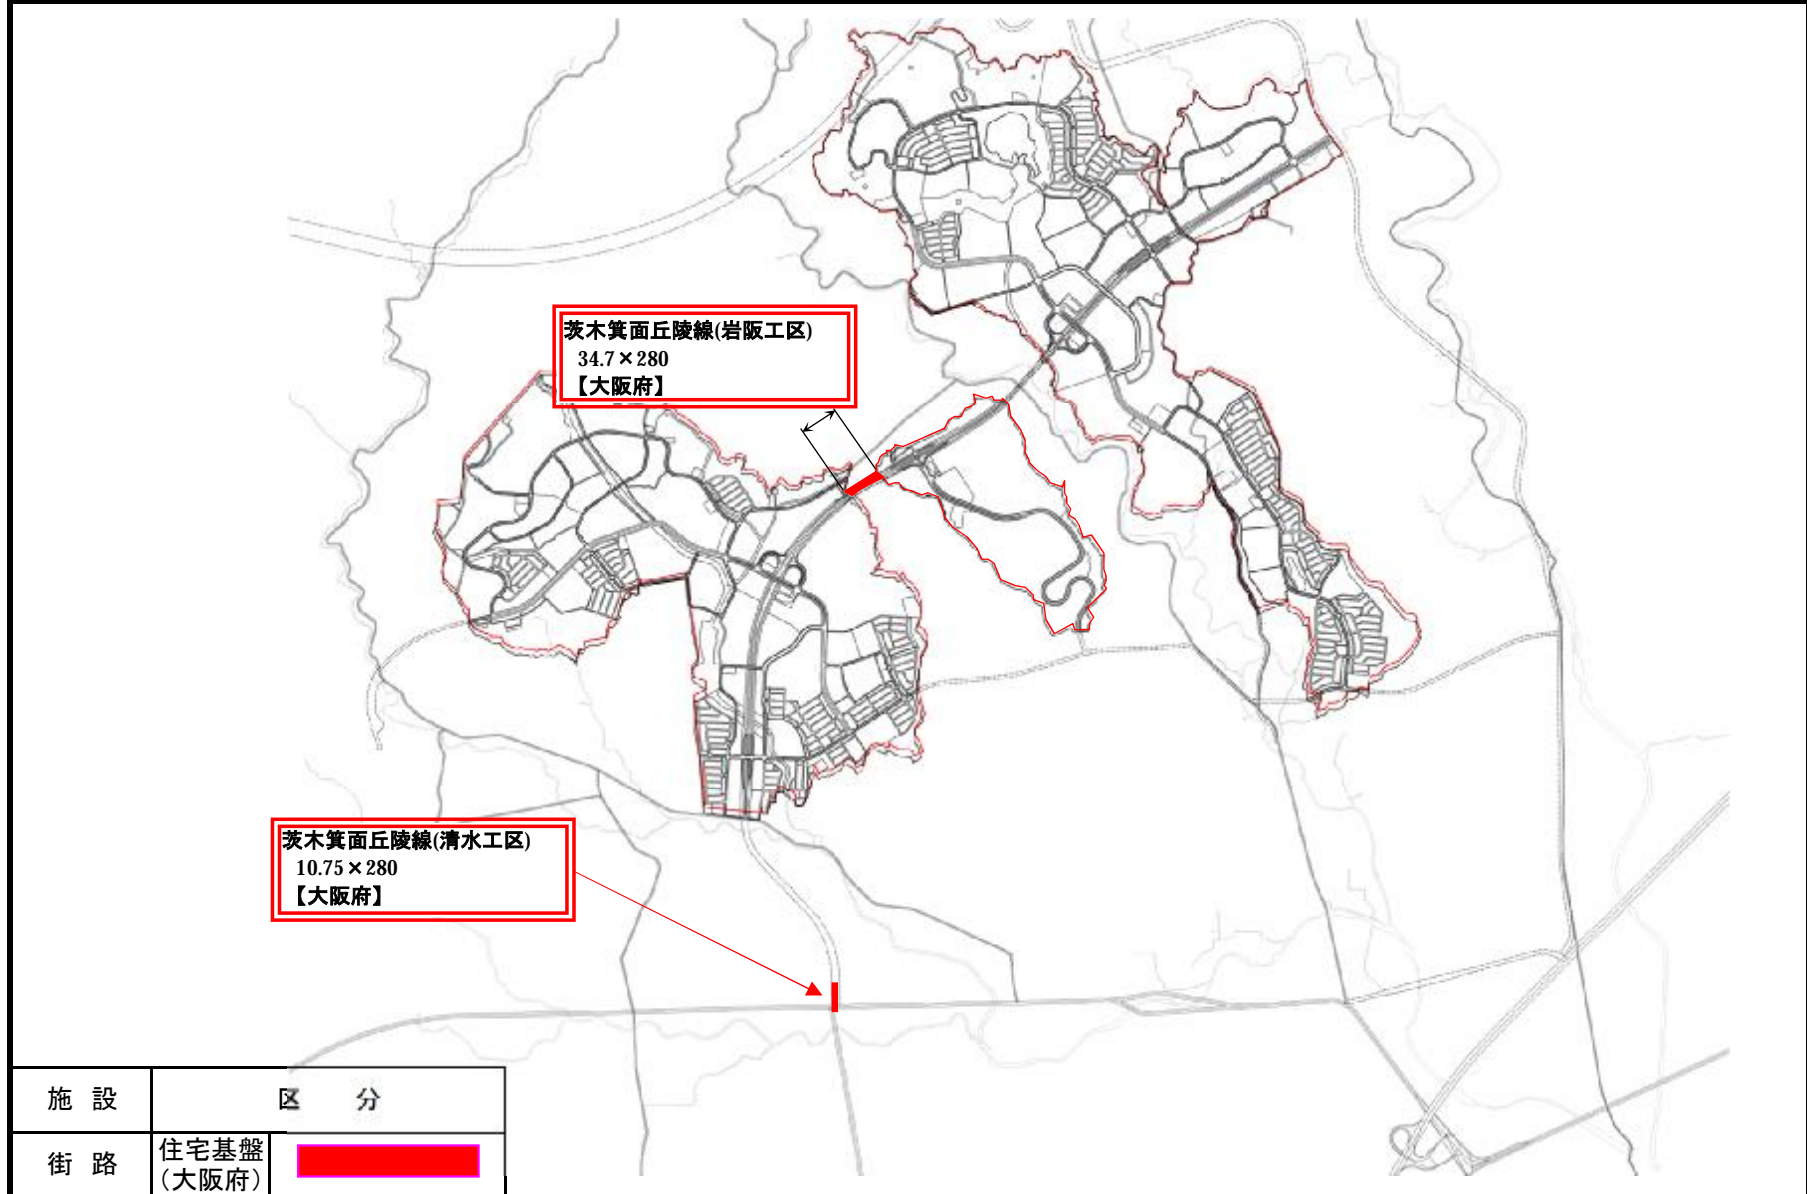 茨木箕面丘陵線(岩阪工区)
34.7×280
【大阪府】
茨木箕面丘陵線(清水工区)
10.75×280
【大阪府】
施 設 区 分
街 路 住宅基盤
（大阪府）